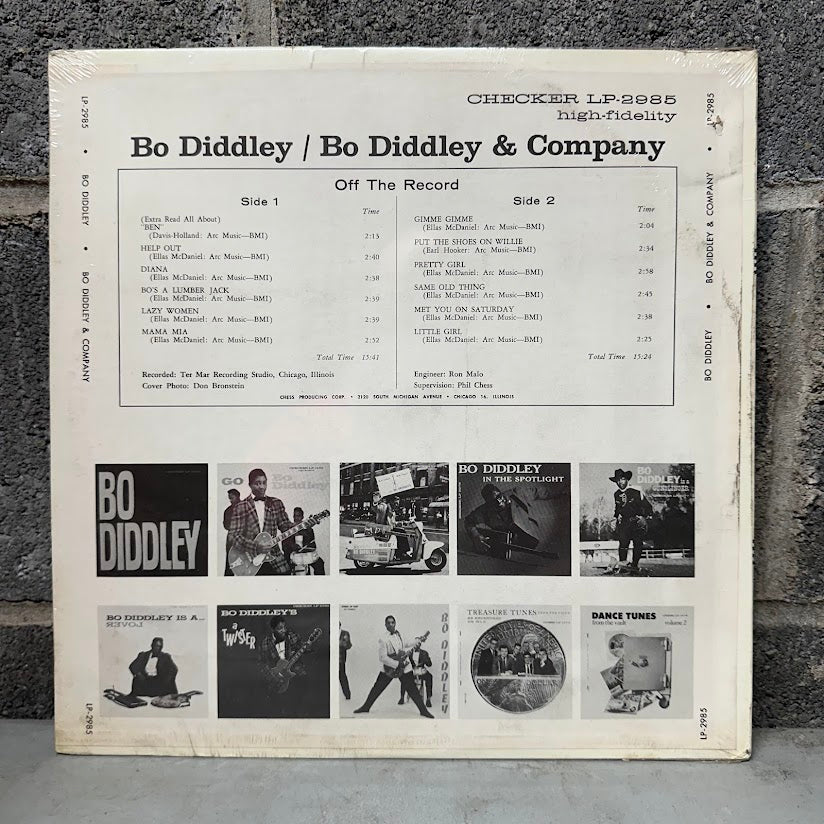 CHECKER LP-2985
high-fidelity
Bo Diddley / Bo Diddley & Company
Off The Record
Side 1
Time
(Extra Read All About)
"BEN"
(Davis-Holland: Arc Music—BMI) 2:13
HELP OUT
(Ellas McDaniel: Arc Music—BMI) 2:40
DIANA
(Ellas McDaniel: Arc Music—BMI) 2:38
BO'S A LUMBER JACK
(Ellas McDaniel: Arc Music—BMI) 2:39
LAZY WOMEN
(Ellas McDaniel: Arc Music—BMI) 2:39
MAMA MIA
(Ellas McDaniel: Arc Music—BMI) 2:52
Total Time 15:41
Recorded: Ter Mar Recording Studio, Chicago, Illinois
Cover Photo: Don Bronstein
Side 2
Time
GIMME GIMME
(Ellas McDaniel: Arc Music—BMI) 2:04
PUT THE SHOES ON WILLIE
(Earl Hooker: Arc Music—BMI) 2:34
PRETTY GIRL
(Ellas McDaniel: Arc Music—BMI) 2:58
SAME OLD THING
(Ellas McDaniel: Arc Music—BMI) 2:45
MET YOU ON SATURDAY
(Ellas McDaniel: Arc Music—BMI) 2:38
LITTLE GIRL
(Ellas McDaniel: Arc Music—BMI) 2:25
Total Time 15:24
Engineer: Ron Malo
Supervision: Phil Chess
CHESS PRODUCING CORP. • 2120 SOUTH MICHIGAN AVENUE • CHICAGO 16, ILLINOIS
LP-2985 • BO DIDDLEY • BO DIDDLEY & COMPANY
LP-2985
LP-2985 • BO DIDDLEY & COMPANY • BO DIDDLEY
LP-2985
BO
DIDDLEY
GO
Bo
Diddley
BO DIDDLEY
BO DIDDLEY
IN THE SPOTLIGHT
BO
DIDDLEY is a
GUNSLINGER
BO DIDDLEY IS A...
LOVER
BO DIDDLEY'S
a
TWISTER
BO DIDDLEY
TREASURE TUNES
DANCE TUNES
from the vault
volume 2